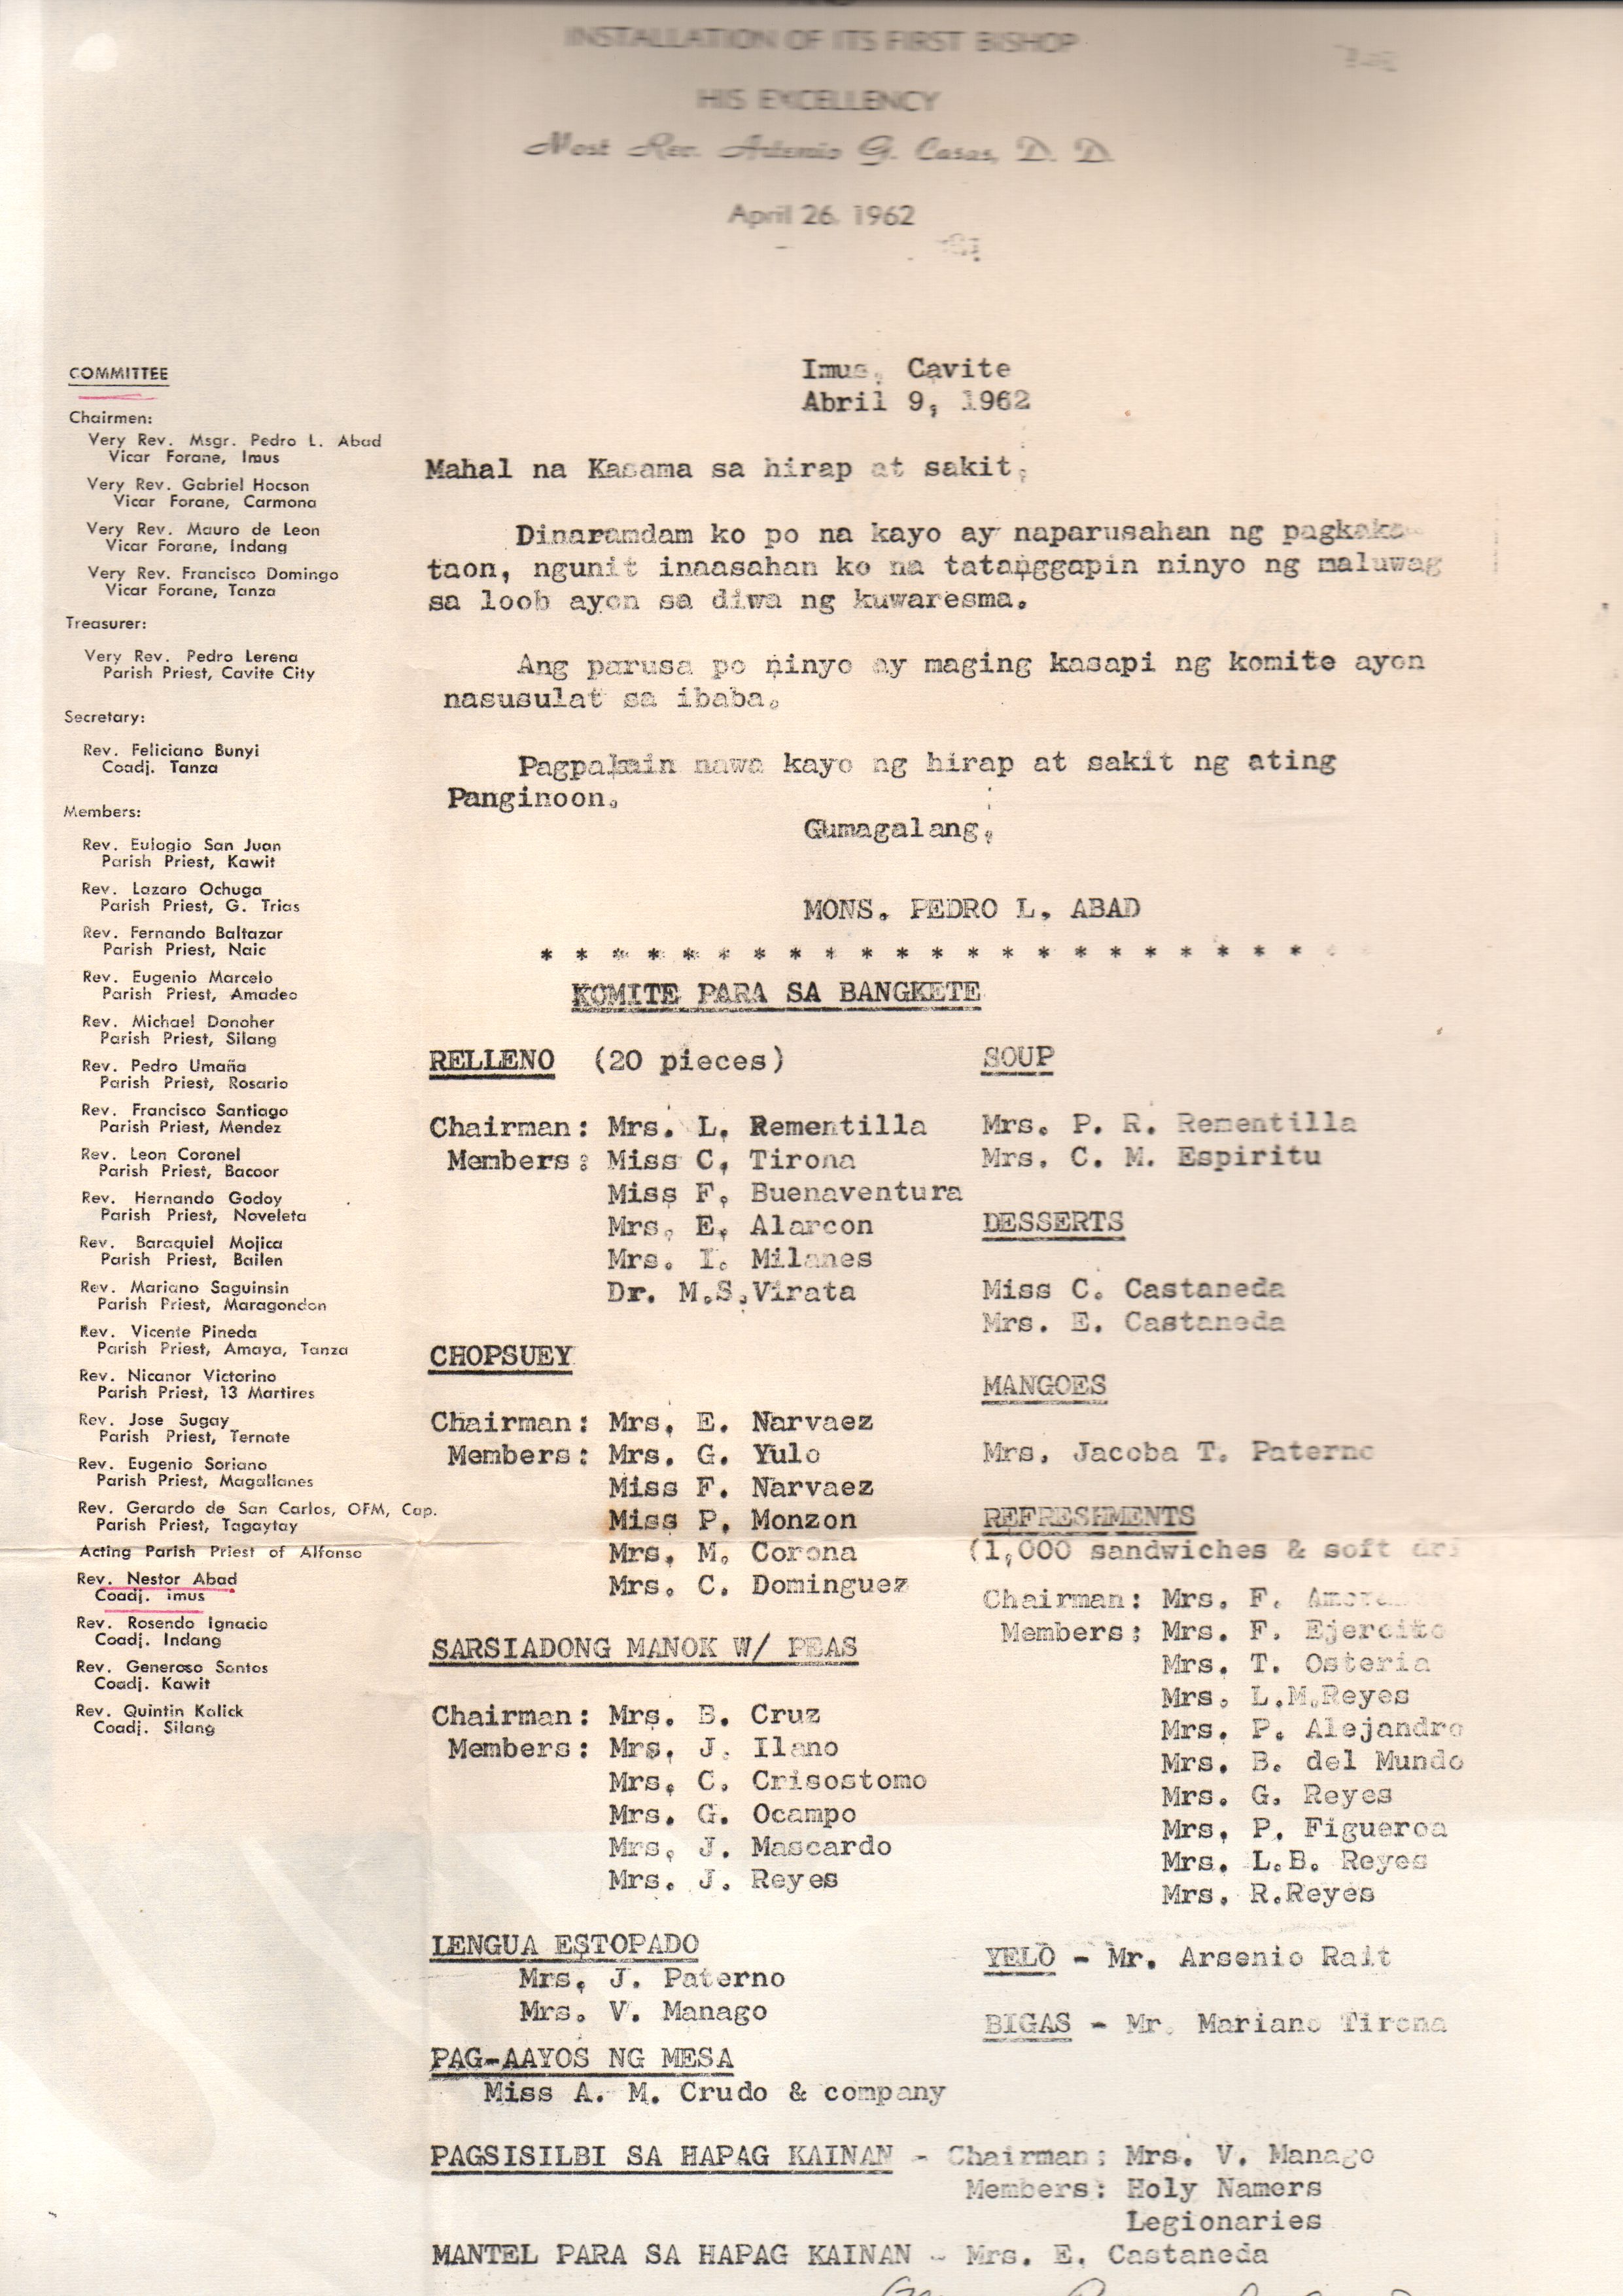 INSTALLATION OF ITS FIRST BISHOP
HIS EXCELLENCY
Most Rev. Artemio G. Casas, D. D.
April 26, 1962
COMMITTEE
Chairmen:
Very Rev. Msgr. Pedro L. Abad
Vicar Forane, Imus
Very Rev. Gabriel Hocson
Vicar Forane, Carmona
Very Rev. Mauro de Leon
Vicar Forane, Indang
Very Rev. Francisco Domingo
Vicar Forane, Tanza
Treasurer:
Very Rev. Pedro Lerena
Parish Priest, Cavite City
Secretary:
Rev. Feliciano Bunyi
Coadj. Tanza
Members:
Rev. Eulogio San Juan
Parish Priest, Kawit
Rev. Lazaro Ochuga
Parish Priest, G. Trias
Rev. Fernando Baltazar
Parish Priest, Naic
Rev. Eugenio Marcelo
Parish Priest, Amadeo
Rev. Michael Donoher
Parish Priest, Silang
Rev. Pedro Umaña
Parish Priest, Rosario
Rev. Francisco Santiago
Parish Priest, Mendez
Rev. Leon Coronel
Parish Priest, Bacoor
Rev. Hernando Godoy
Parish Priest, Noveleta
Rev. Baraquiel Mojica
Parish Priest, Bailen
Rev. Mariano Saguinsin
Parish Priest, Maragondon
Rev. Vicente Pineda
Parish Priest, Amaya, Tanza
Rev. Nicanor Victorino
Parish Priest, 13 Martires
Rev. Jose Sugay
Parish Priest, Ternate
Rev. Eugenio Soriano
Parish Priest, Magallanes
Rev. Gerardo de San Carlos, OFM, Cap.
Parish Priest, Tagaytay
Acting Parish Priest of Alfonso
Rev. Nestor Abad
Coadj. Imus
Rev. Rosendo Ignacio
Coadj. Indang
Rev. Generoso Santos
Coadj. Kawit
Rev. Quintin Kalick
Coadj. Silang
Imus, Cavite
Abril 9, 1962
Mahal na Kasama sa hirap at sakit,
Dinaramdam ko po na kayo ay naparusahan ng
taon, ngunit inaasahan ko na tatanggapin ninyo ng maluwag
sa loob ayon sa diwa ng kuwaresma.
Ang parusa po ninyo ay maging kasapi ng komite ayon
nasusulat sa ibaba.
nawa kayo ng hirap at sakit ng ating
Panginoon.
Gumagalang,
MONS. PEDRO L. ABAD
* * * * * * * * * * * * * * * * * * * * * * *
KOMITE PARA SA BANGKETE
RELLENO (20 pieces)
Chairman: Mrs. L. Rementilla
Members: Miss C. Tirona
Miss F. Buenaventura
Mrs. E. Alarcon
Mrs. I. Milanes
Dr. M.S.Virata
CHOPSUEY
Chairman: Mrs. E. Narvaez
Members: Mrs. G. Yulo
Miss F. Narvaez
Miss P. Monzon
Mrs. M. Corona
Mrs. C. Dominguez
SARSIADONG MANOK W/ PEAS
Chairman: Mrs. B. Cruz
Members: Mrs. J. Ilano
Mrs. C. Crisostomo
Mrs. G. Ocampo
Mrs. J. Mascardo
Mrs. J. Reyes
LENGUA ESTOPADO
Mrs. J. Paterno
Mrs. V. Manago
PAG-AAYOS NG MESA
Miss A. M. Crudo & company
SOUP
Mrs. P. R. Rementilla
Mrs. C. M. Espiritu
DESSERTS
Miss C. Castaneda
Mrs. E. Castaneda
MANGOES
Mrs. Jacoba T. Paterno
REFRESHMENTS
(1,000 sandwiches & soft
Chairman: Mrs. F.
Members: Mrs. F. Ejercito
Mrs. T. Osteria
Mrs. L.M.Reyes
Mrs. P. Alejandro
Mrs. B. del Mundo
Mrs. G. Reyes
Mrs. P. Figueroa
Mrs. L.B. Reyes
Mrs. R.Reyes
YELO - Mr. Arsenio Rait
BIGAS - Mr. Mariano Tirona
PAGSISILBI SA HAPAG KAINAN - Chairman: Mrs. V. Manago
Members: Holy Namers
Legionaries
MANTEL PARA SA HAPAG KAINAN - Mrs. E. Castaneda